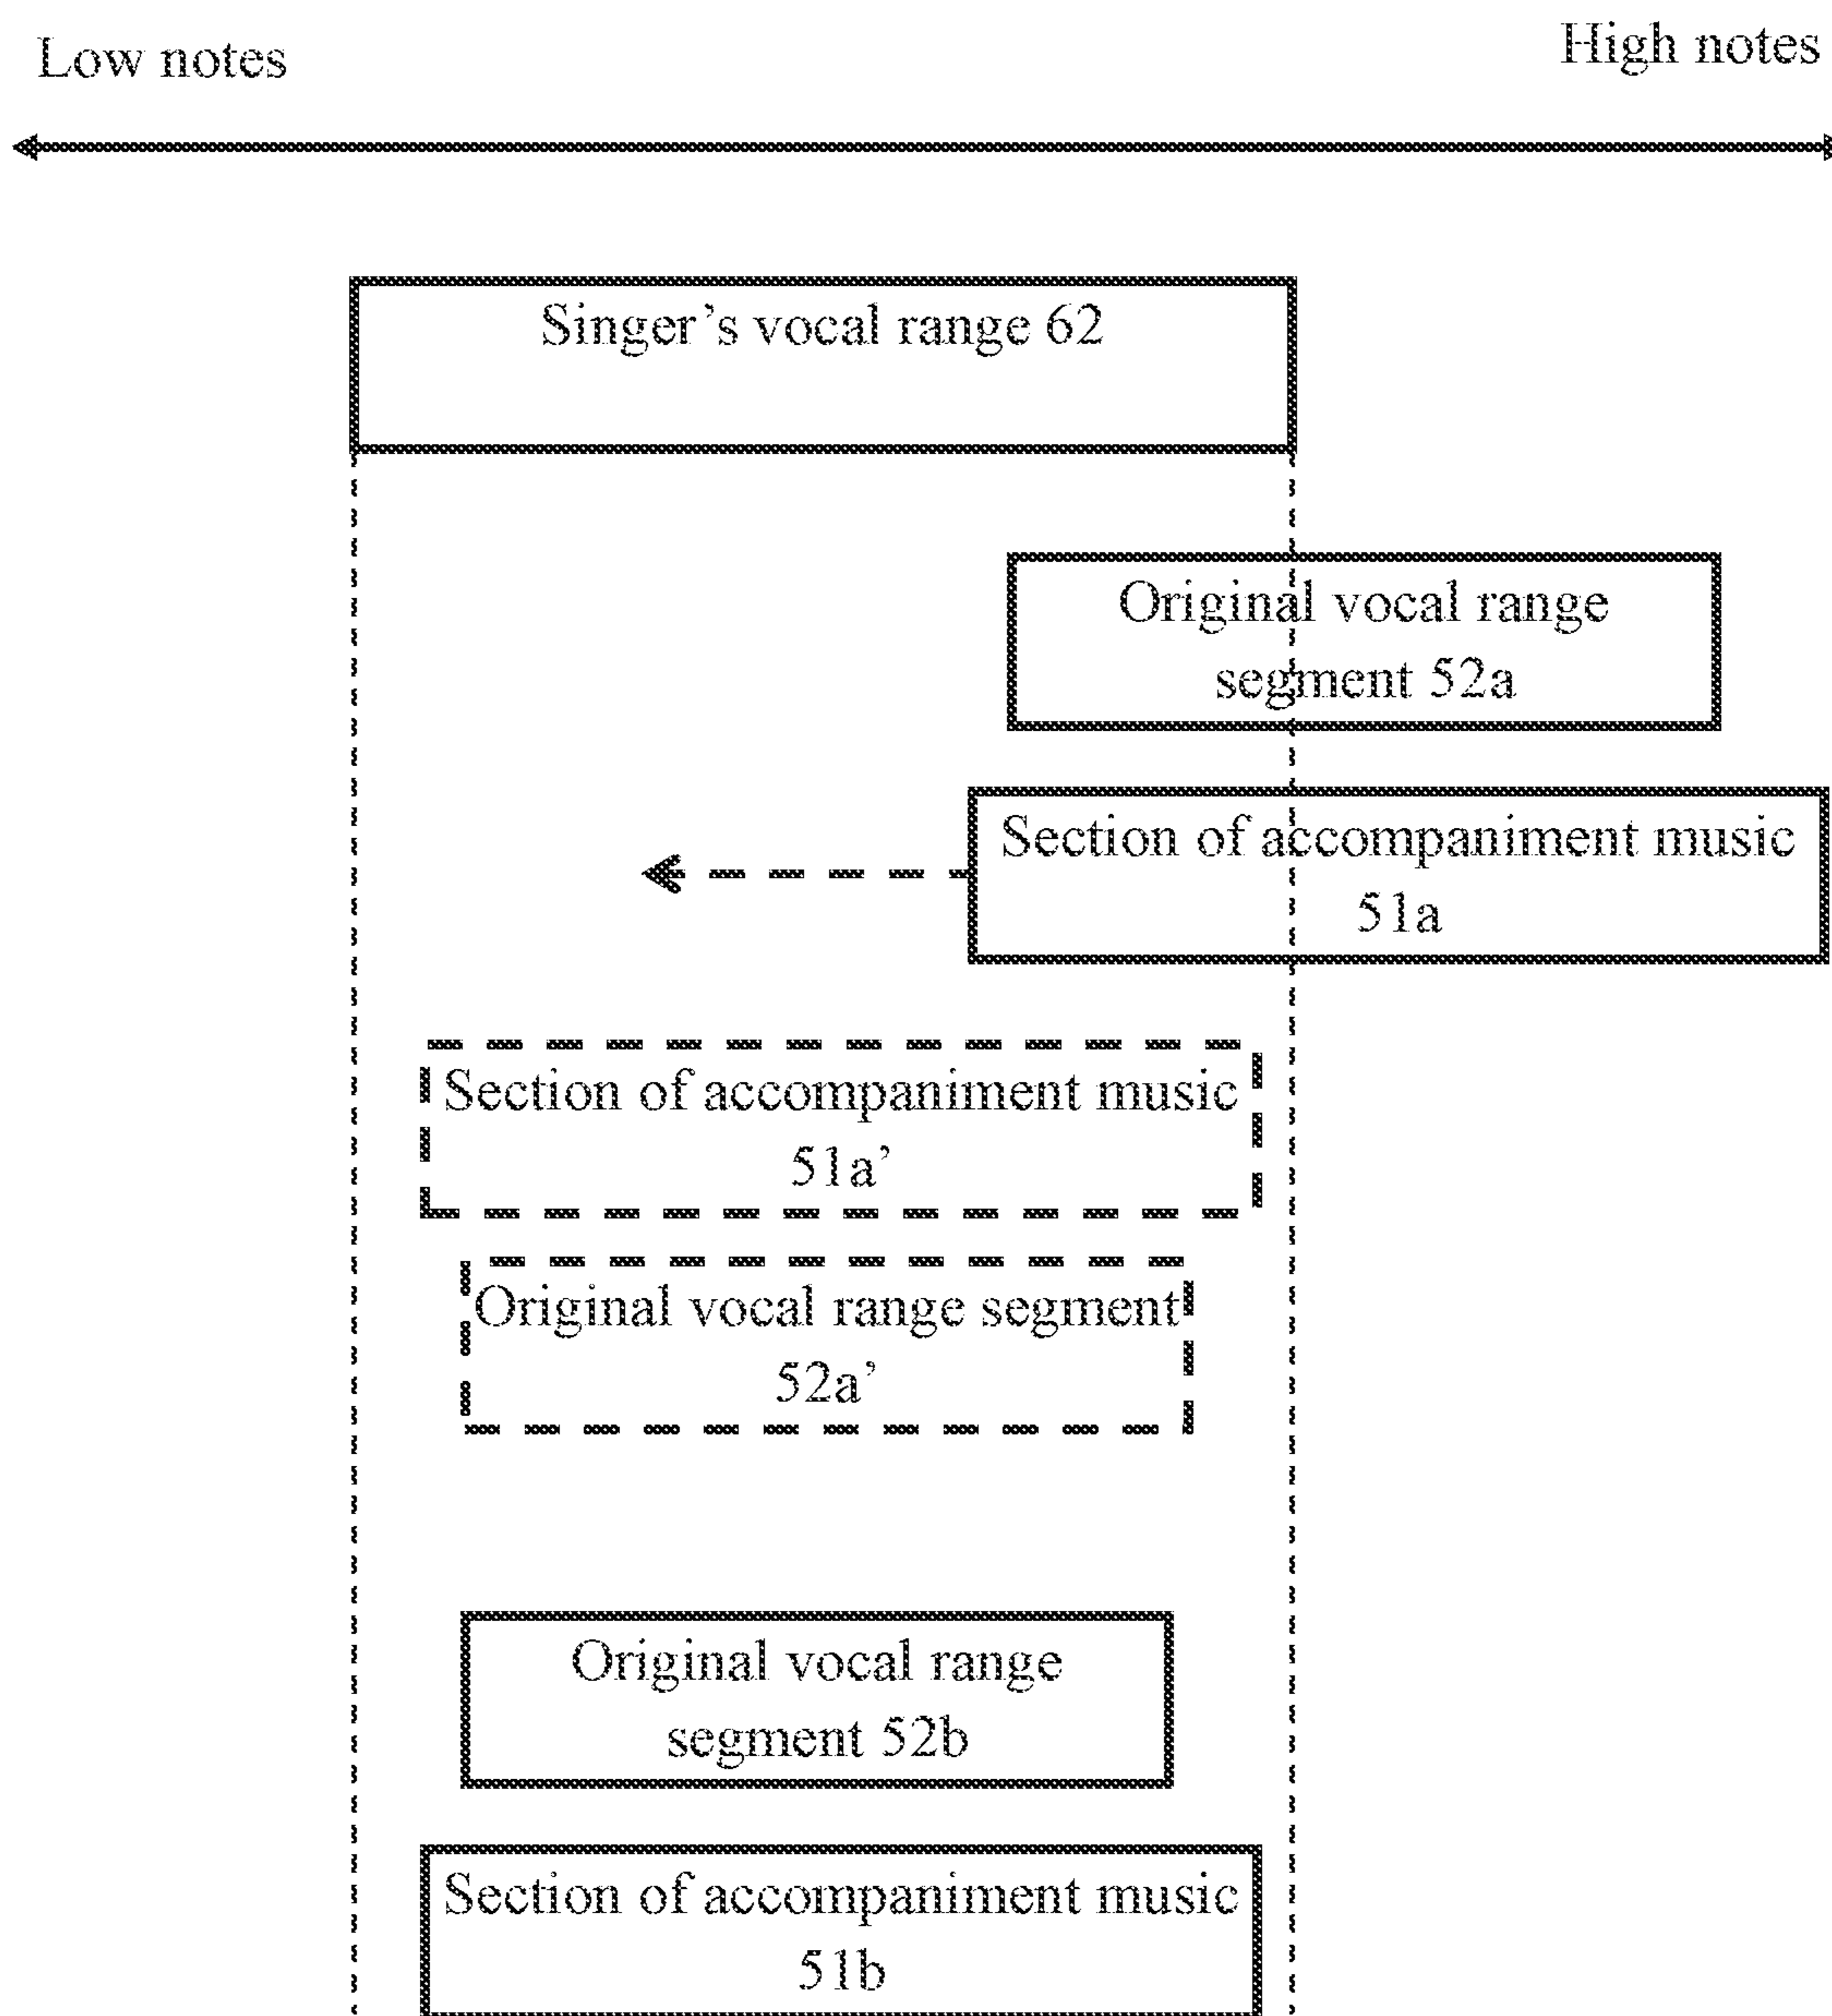 Low notes
High notes
Singer’s vocal range 62
Original vocal range
segment 52a
Section of accompaniment music
51a
Section of accompaniment music
51a’
Original vocal range segment
52a’
Original vocal range
segment 52b
Section of accompaniment music
51b